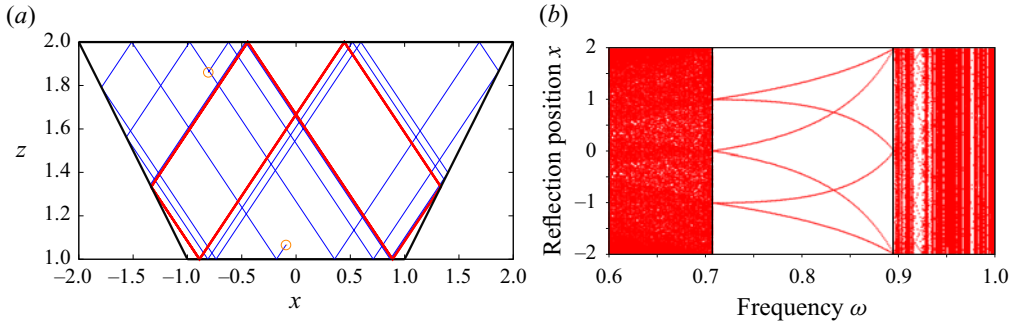 (a)
2.0
1.8
1.6
z
1.4
1.2
1.0
−2.0 −1.5 −1.0 −0.5 0 0.5 1.0 1.5 2.0
x
(b)
Reflection position x
2
1
0
−1
−2
0.6 0.7 0.8 0.9 1.0
Frequency ω